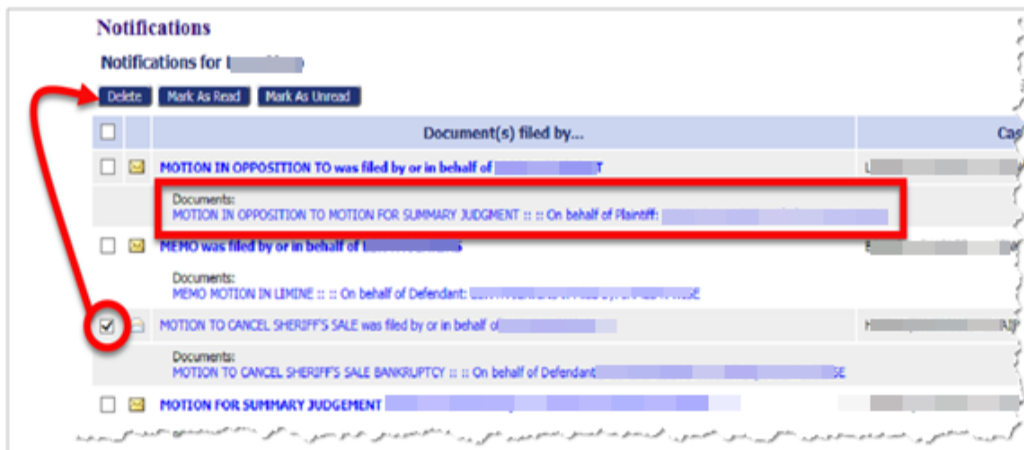 Notifications
Notifications for
Delete Mark As Read Mark As Unread
Document(s) filed by...
MOTION IN OPPOSITION TO was filed by or in behalf of
Documents:
MOTION IN OPPOSITION TO MOTION FOR SUMMARY JUDGMENT :: :: On behalf of Plaintiff:
MEMO was filed by or in behalf of
Documents:
MEMO MOTION IN LIMINE :: :: On behalf of Defendant:
MOTION TO CANCEL SHERIFF'S SALE was filed by or in behalf of
Documents:
MOTION TO CANCEL SHERIFF'S SALE BANKRUPTCY :: :: On behalf of Defendant
MOTION FOR SUMMARY JUDGEMENT